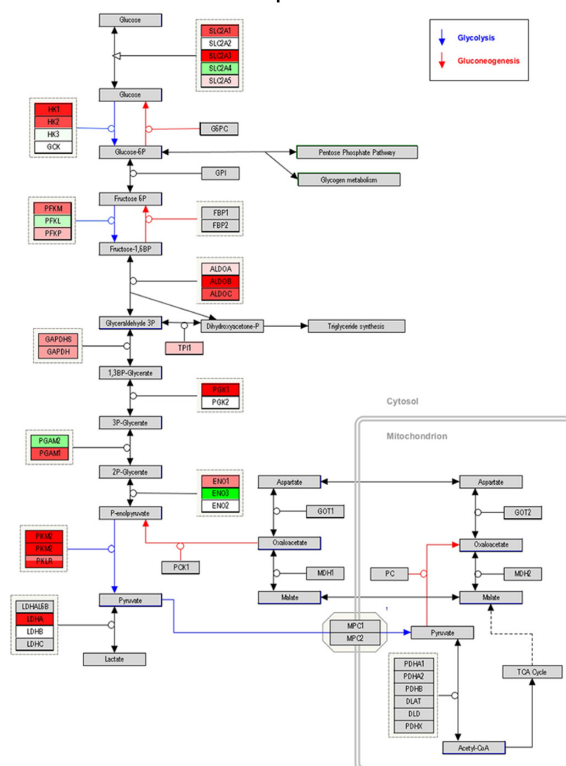 Glucose
SLC2A1
SLC2A2
SLC2A3
SLC2A4
SLC2A5
Glycolysis
Gluconeogenesis
Glucose
HK1
HK2
HK3
GCK
G6PC
Glucose-6P
Pentose Phosphate Pathway
GPI
Glycogen metabolism
Fructose 6P
PFKM
PFKL
PFKP
FBP1
FBP2
Fructose-1,6BP
ALDOA
ALDOB
ALDOC
Glyceraldehyde 3P
Dihydroxyacetone-P
Triglyceride synthesis
GAPDHS
GAPDH
TPI1
1,3BP-Glycerate
PGK1
PGK2
Cytosol
3P-Glycerate
Mitochondrion
PGAM2
PGAM1
2P-Glycerate
ENO1
ENO3
ENO2
Aspartate
Aspartate
P-enolpyruvate
GOT1
GOT2
PKM2
PKM2
PKLR
Oxaloacetate
Oxaloacetate
PCK1
MDH1
PC
MDH2
Pyruvate
Malate
Malate
LDHAL6B
LDHA
LDHB
LDHC
MPC1
MPC2
Pyruvate
Lactate
PDHA1
PDHA2
PDHB
DLAT
DLD
PDHX
TCA Cycle
Acetyl-CoA